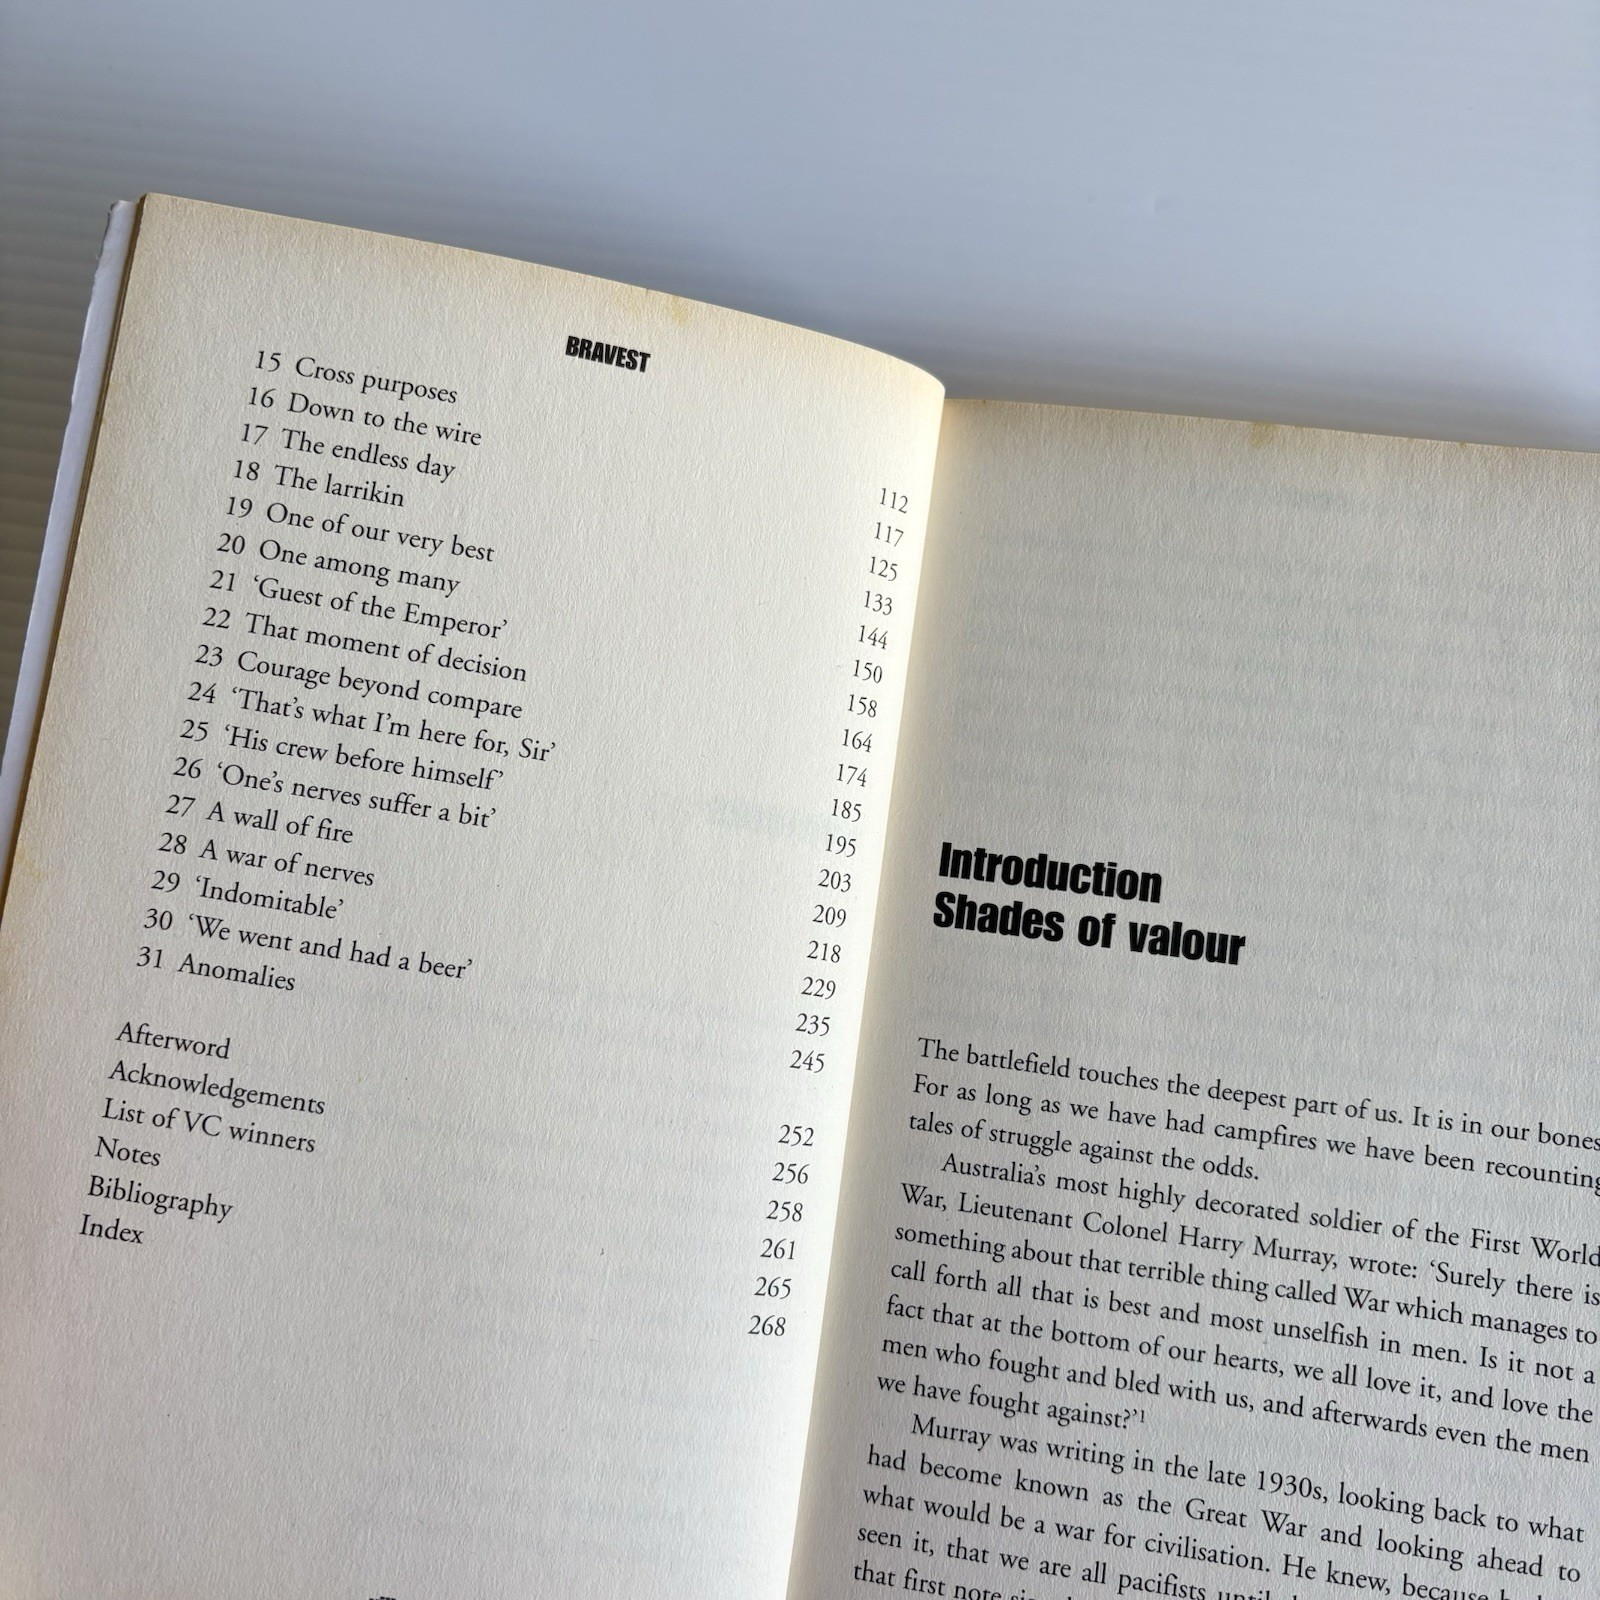 BRAVEST
15 Cross purposes 112
16 Down to the wire 117
17 The endless day 125
18 The larrikin 133
19 One of our very best 144
20 One among many 150
21 ‘Guest of the Emperor’ 158
22 That moment of decision 164
23 Courage beyond compare 174
24 ‘That’s what I’m here for, Sir’ 185
25 ‘His crew before himself’ 195
26 ‘One’s nerves suffer a bit’ 203
27 A wall of fire 209
28 A war of nerves 218
29 ‘Indomitable’ 229
30 ‘We went and had a beer’ 235
31 Anomalies 245
Afterword 252
Acknowledgements 256
List of VC winners 258
Notes 261
Bibliography 265
Index 268
Introduction
Shades of valour
The battlefield touches the deepest part of us. It is in our bones
For as long as we have had campfires we have been recounting
tales of struggle against the odds.
Australia’s most highly decorated soldier of the First World
War, Lieutenant Colonel Harry Murray, wrote: ‘Surely there is
something about that terrible thing called War which manages to
call forth all that is best and most unselfish in men. Is it not a
fact that at the bottom of our hearts, we all love it, and love the
men who fought and bled with us, and afterwards even the men
we have fought against?’1
Murray was writing in the late 1930s, looking back to what
had become known as the Great War and looking ahead to
what would be a war for civilisation. He knew, because
seen it, that we are all pacifists until
that first note